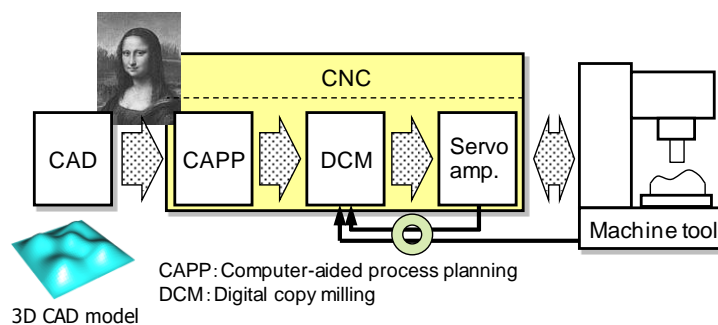 CNC
CAD
CAPP
DCM
Servo
amp.
Machine tool
CAPP:Computer-aided process planning
DCM:Digital copy milling
3D CAD model